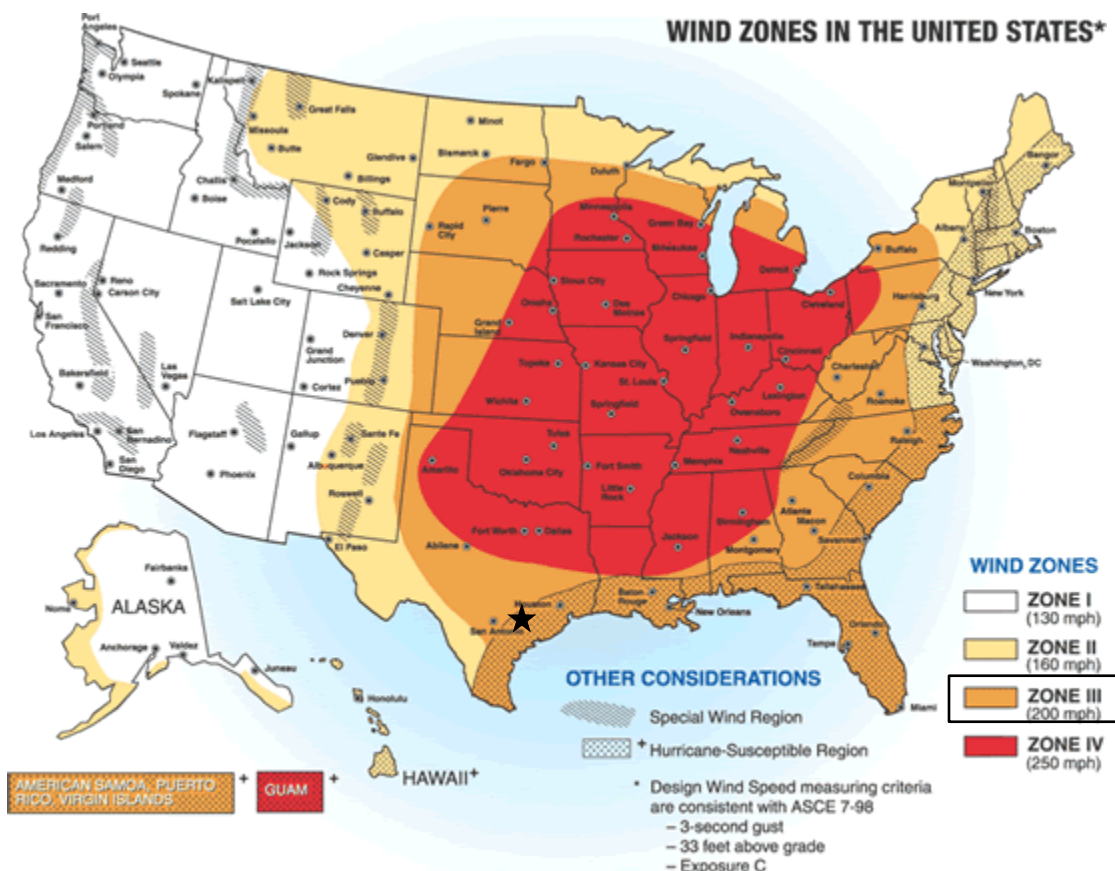 WIND ZONES IN THE UNITED STATES*
Port
Angeles
Seattle
Olympia
Spokane
Kalispell
Great Falls
Portland
Salem
Missoula
Butte
Glendive
Billings
Minot
Bismarck
Fargo
Duluth
Medford
Challis
Boise
Cody
Buffalo
Pierre
Rapid
City
Minneapolis
Rochester
Green Bay
Bangor
Montpelier
Albany
Boston
Buffalo
Redding
Pocatello
Jackson
Casper
Detroit
Sacramento
Reno
Carson City
San
Francisco
Salt Lake City
Rock Springs
Cheyenne
Sioux City
Omaha
Des
Moines
Chicago
Cleveland
Harrisburg
New York
Grand
Island
Denver
Grand
Junction
Springfield
Indianapolis
Cincinnati
Washington, DC
Bakersfield
Las
Vegas
Cortez
Pueblo
Topeka
Kansas City
St. Louis
Charleston
Lexington
Roanoke
Wichita
Springfield
Owensboro
Los Angeles
San
Bernadino
Flagstaff
Gallup
Sante Fe
Tulsa
Nashville
Raleigh
San
Diego
Phoenix
Albuquerque
Amarillo
Oklahoma City
Fort Smith
Memphis
Columbia
Roswell
Little
Rock
Atlanta
Macon
Birmingham
Fort Worth
Dallas
Savannah
El Paso
Abilene
Jackson
Montgomery
Tallahassee
Houston
Baton
Rouge
New Orleans
San Antonio
Orlando
Tampa
Miami
Fairbanks
Nome
ALASKA
Anchorage
Valdez
Juneau
Honolulu
HAWAII+
WIND ZONES
ZONE I
(130 mph)
ZONE II
(160 mph)
ZONE III
(200 mph)
ZONE IV
(250 mph)
OTHER CONSIDERATIONS
Special Wind Region
+ Hurricane-Susceptible Region
* Design Wind Speed measuring criteria
are consistent with ASCE 7-98
– 3-second gust
– 33 feet above grade
– Exposure C
AMERICAN SAMOA, PUERTO
RICO, VIRGIN ISLANDS
+
GUAM
+